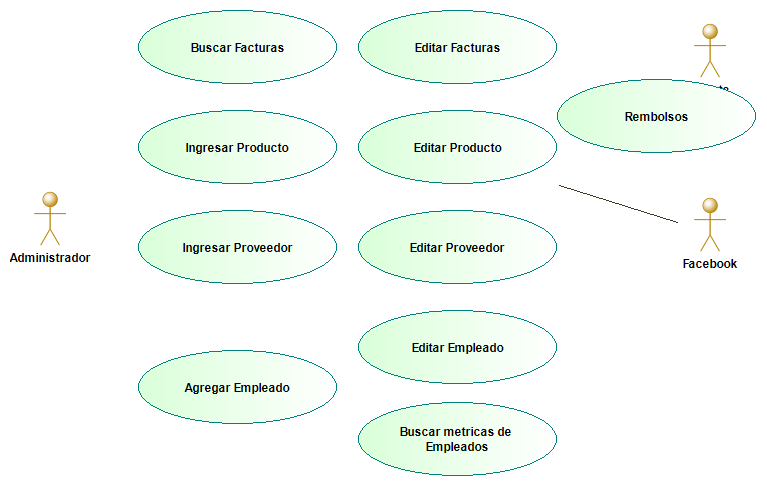 Buscar Facturas
Editar Facturas
Rembolsos
Ingresar Producto
Editar Producto
Administrador
Ingresar Proveedor
Editar Proveedor
Facebook
Editar Empleado
Agregar Empleado
Buscar metricas de
Empleados